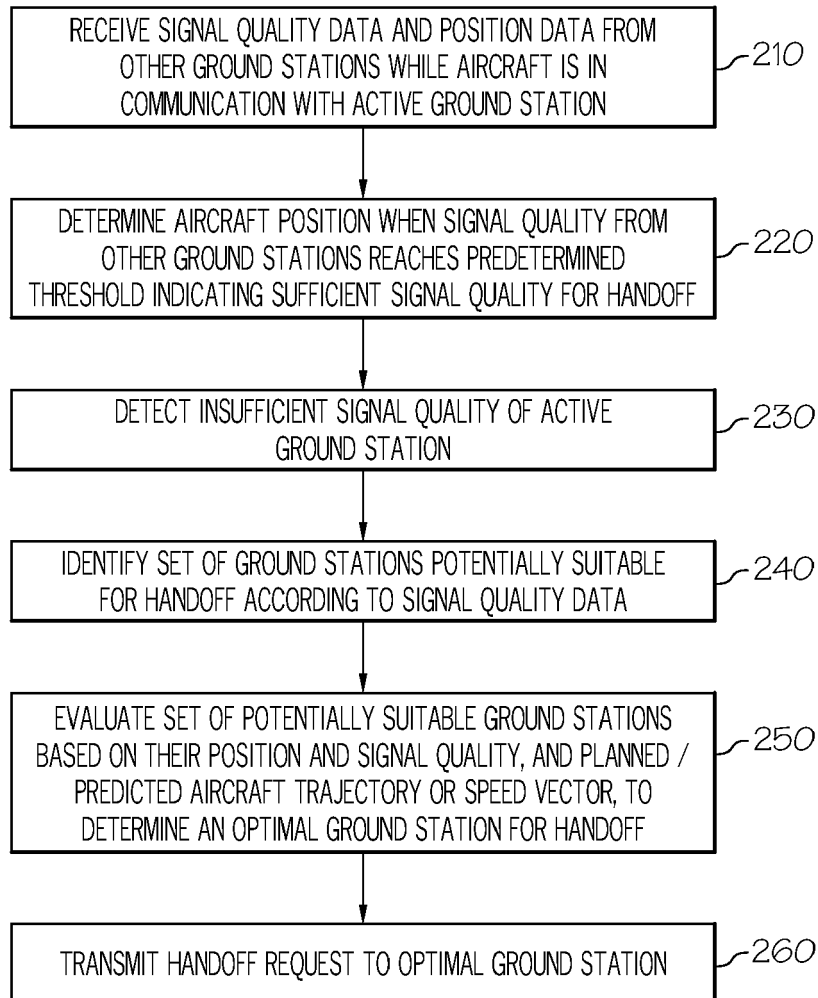 RECEIVE SIGNAL QUALITY DATA AND POSITION DATA FROM
OTHER GROUND STATIONS WHILE AIRCRAFT IS IN
COMMUNICATION WITH ACTIVE GROUND STATION
210
DETERMINE AIRCRAFT POSITION WHEN SIGNAL QUALITY FROM
OTHER GROUND STATIONS REACHES PREDETERMINED
THRESHOLD INDICATING SUFFICIENT SIGNAL QUALITY FOR HANDOFF
220
DETECT INSUFFICIENT SIGNAL QUALITY OF ACTIVE
GROUND STATION
230
IDENTIFY SET OF GROUND STATIONS POTENTIALLY SUITABLE
FOR HANDOFF ACCORDING TO SIGNAL QUALITY DATA
240
EVALUATE SET OF POTENTIALLY SUITABLE GROUND STATIONS
BASED ON THEIR POSITION AND SIGNAL QUALITY, AND PLANNED /
PREDICTED AIRCRAFT TRAJECTORY OR SPEED VECTOR, TO
DETERMINE AN OPTIMAL GROUND STATION FOR HANDOFF
250
TRANSMIT HANDOFF REQUEST TO OPTIMAL GROUND STATION
260